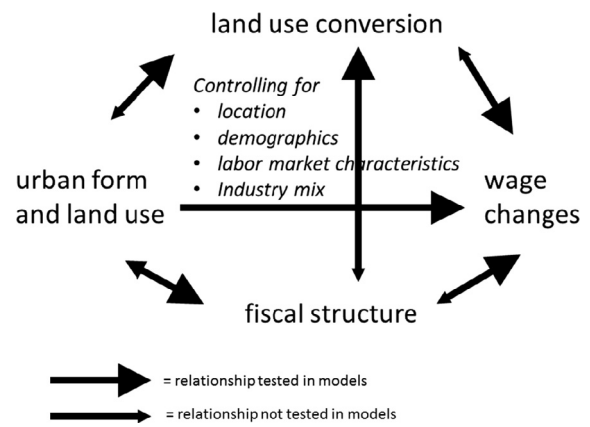 land use conversion
Controlling for
• location
• demographics
• labor market characteristics
• Industry mix
urban form
and land use
wage
changes
fiscal structure
= relationship tested in models
= relationship not tested in models